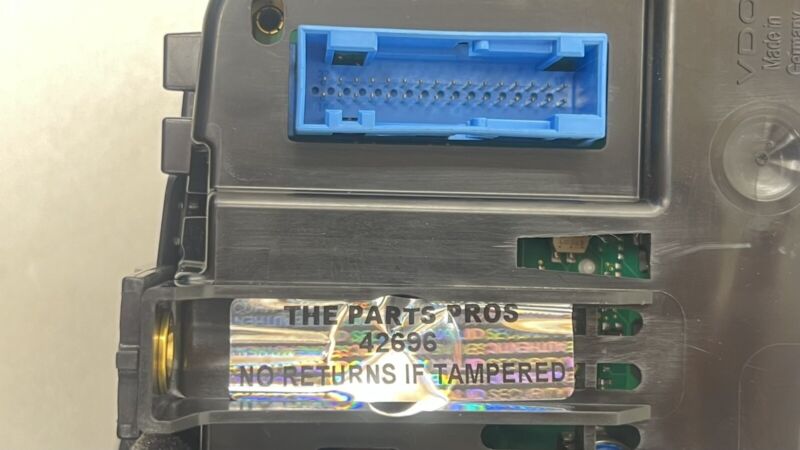 VDO
Made in
Germany
THE PARTS PROS
42696
NO RETURNS IF TAMPERED